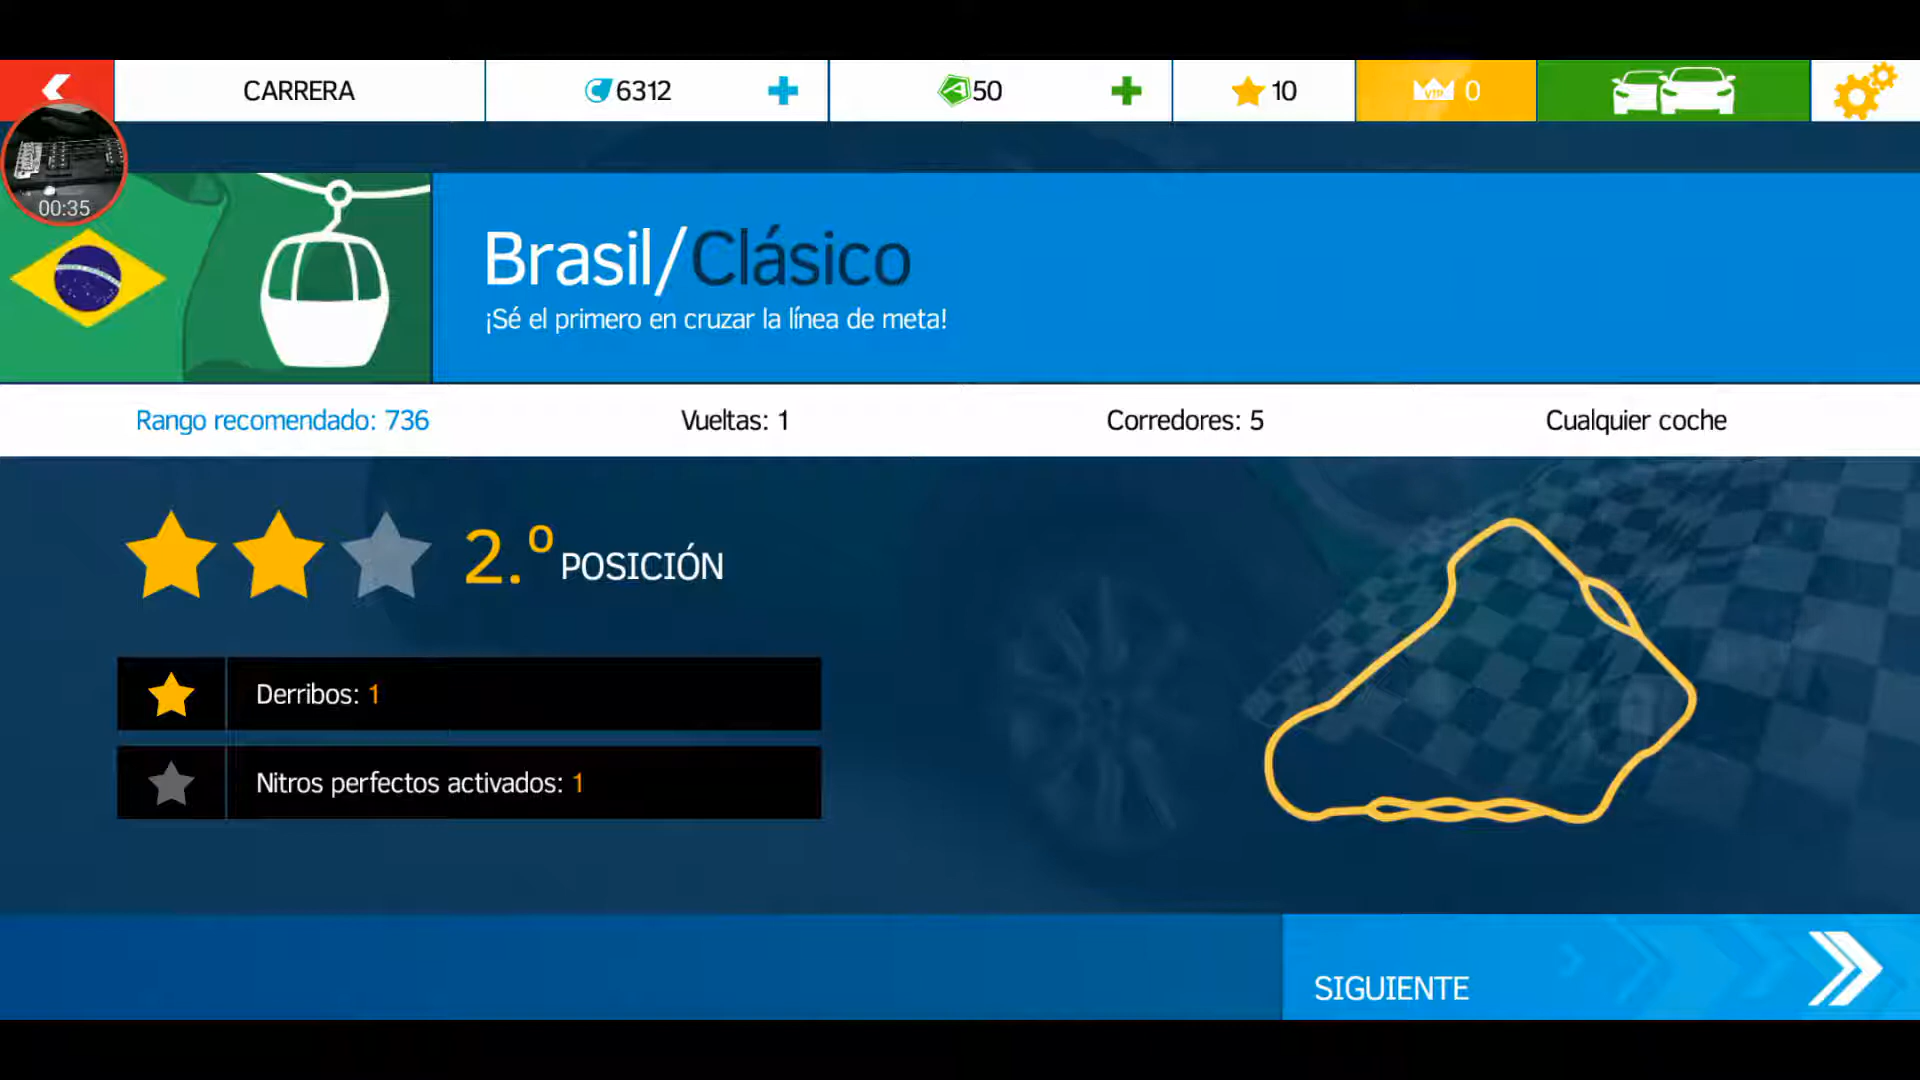 CARRERA
6312
50
10
VIP 0
00:35
Brasil/Clásico
¡Sé el primero en cruzar la línea de meta!
Rango recomendado: 736
Vueltas: 1
Corredores: 5
Cualquier coche
2.º POSICIÓN
Derribos: 1
Nitros perfectos activados: 1
SIGUIENTE